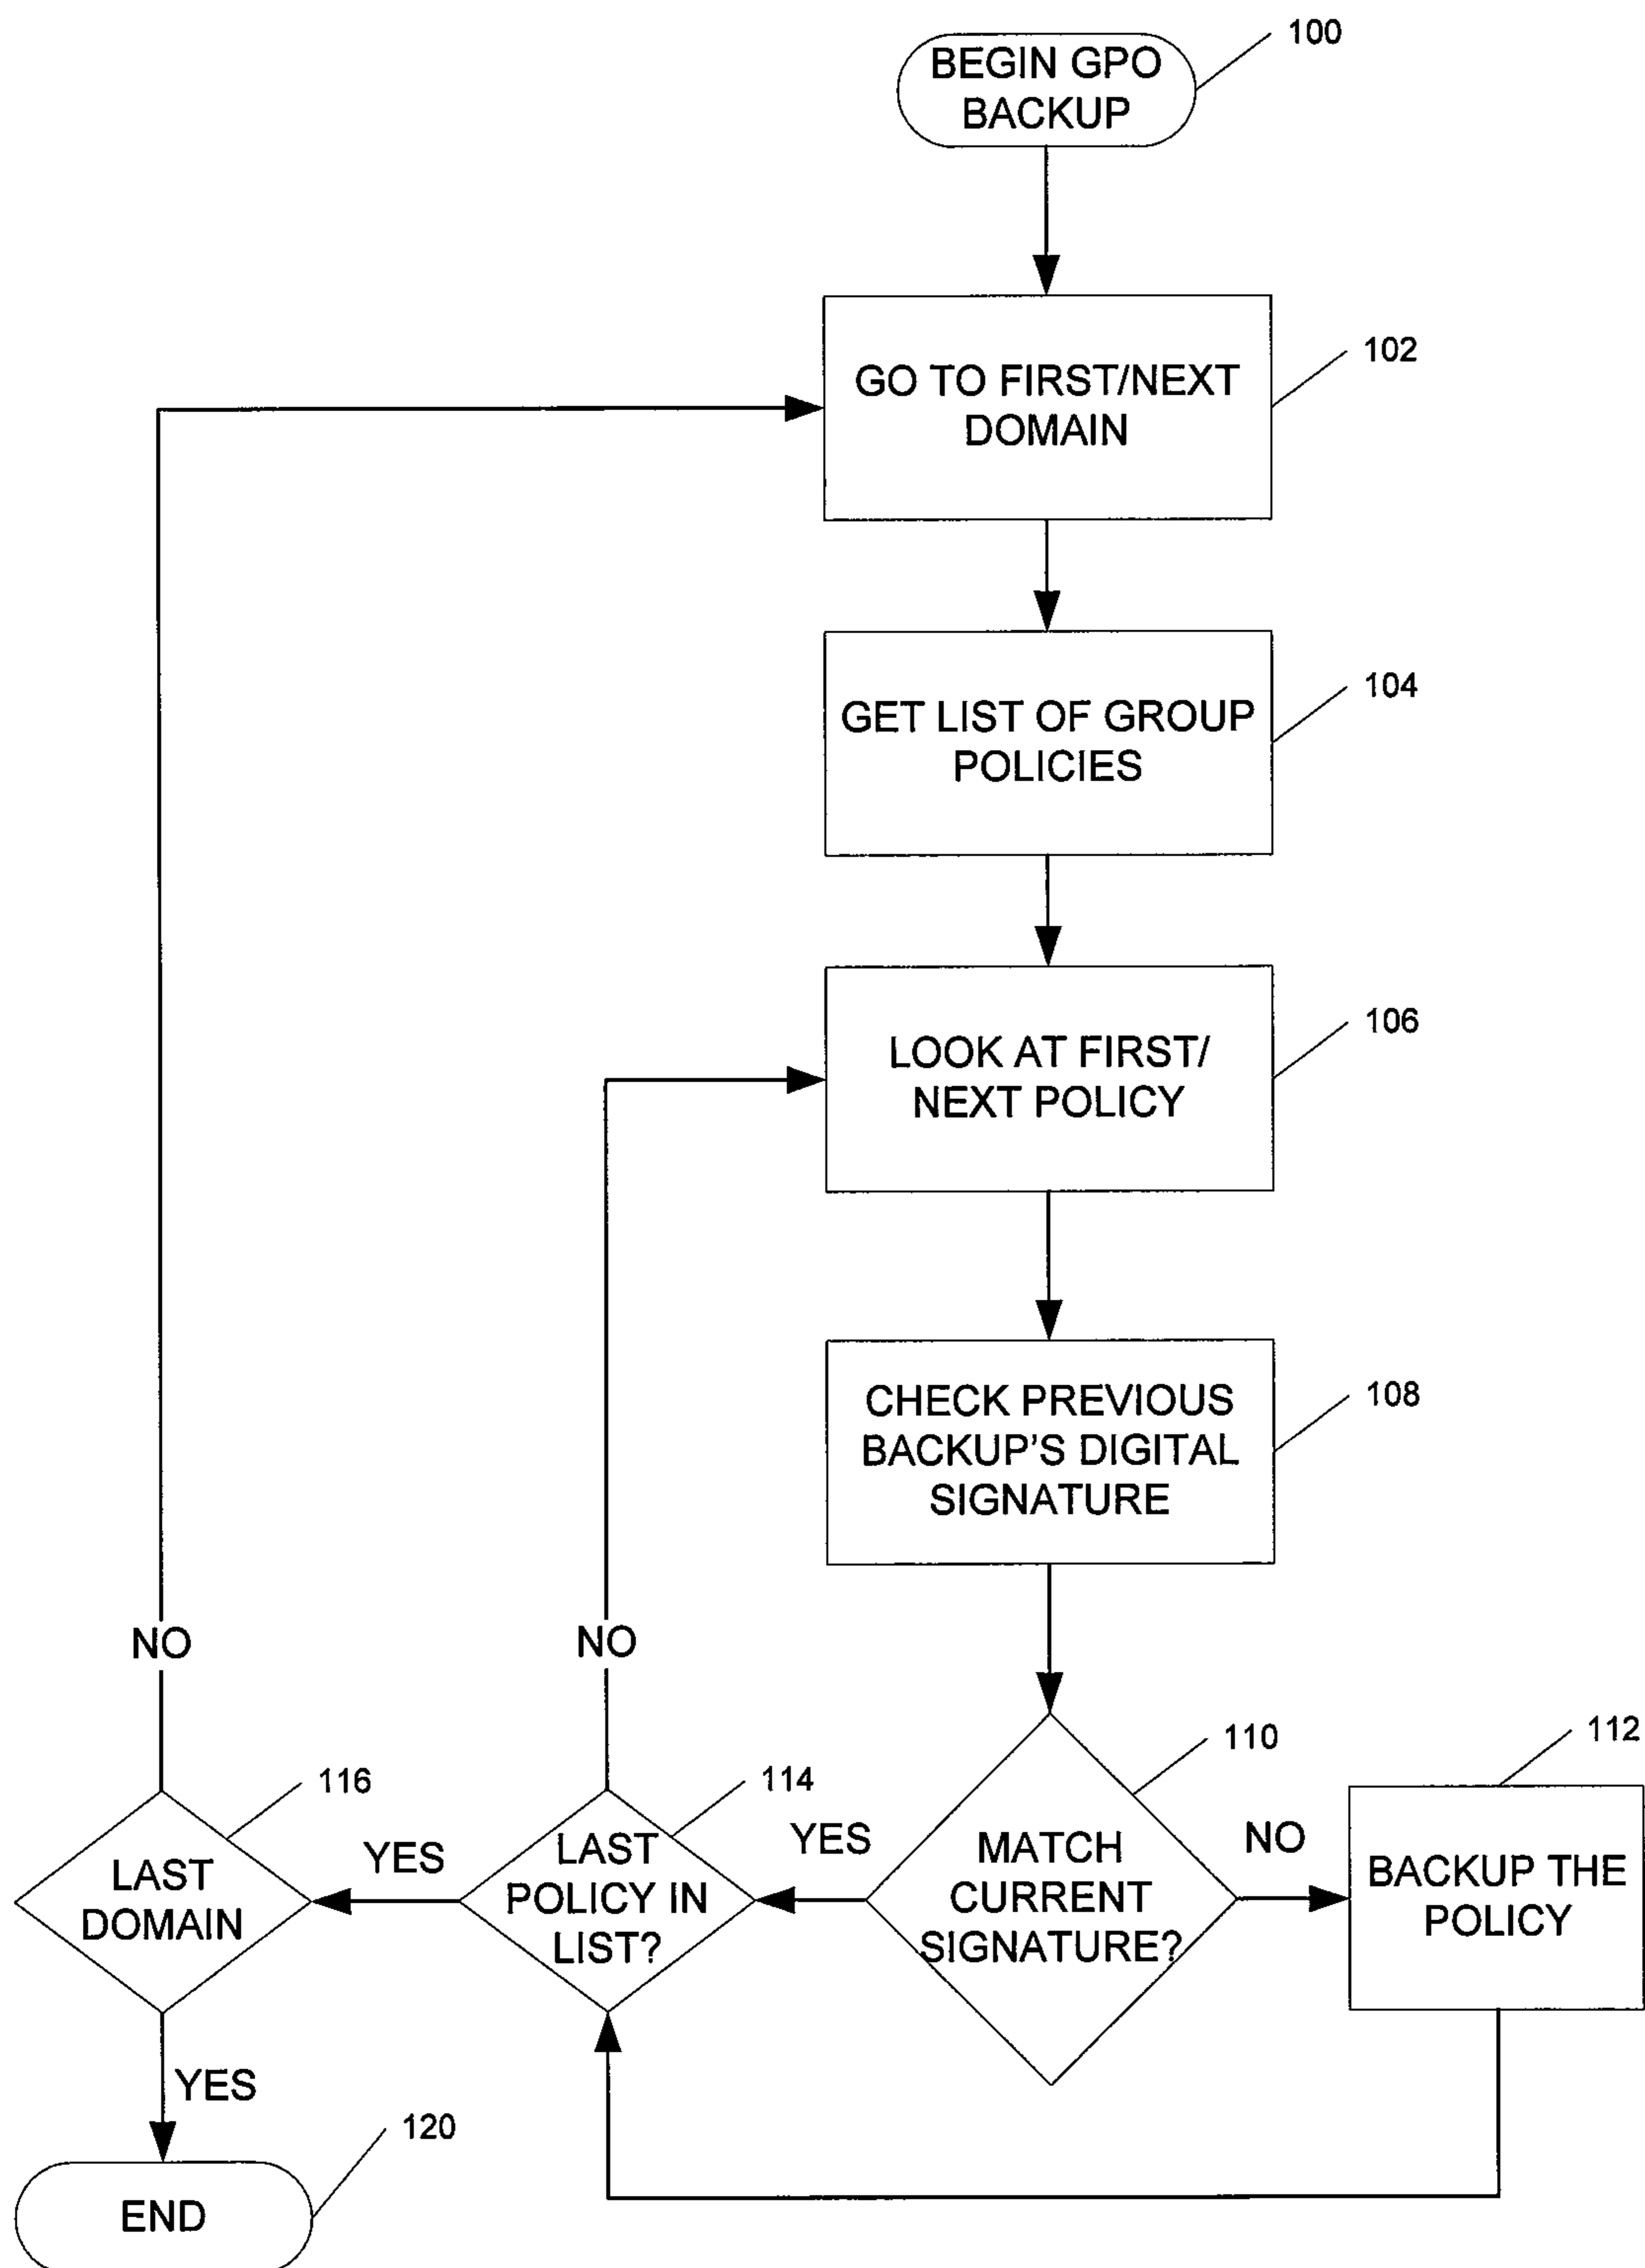 100
BEGIN GPO
BACKUP
102
GO TO FIRST/NEXT
DOMAIN
104
GET LIST OF GROUP
POLICIES
106
LOOK AT FIRST/
NEXT POLICY
108
CHECK PREVIOUS
BACKUP'S DIGITAL
SIGNATURE
NO
NO
110
112
116
114
LAST
DOMAIN
YES
LAST
POLICY IN
LIST?
YES
MATCH
CURRENT
SIGNATURE?
NO
BACKUP THE
POLICY
YES
120
END